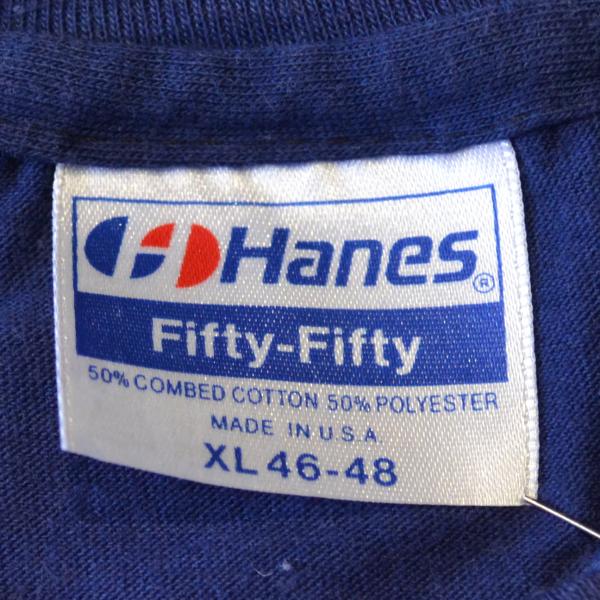 Hanes®
Fifty-Fifty
50% COMBED COTTON 50% POLYESTER
MADE IN U.S.A.
XL 46-48